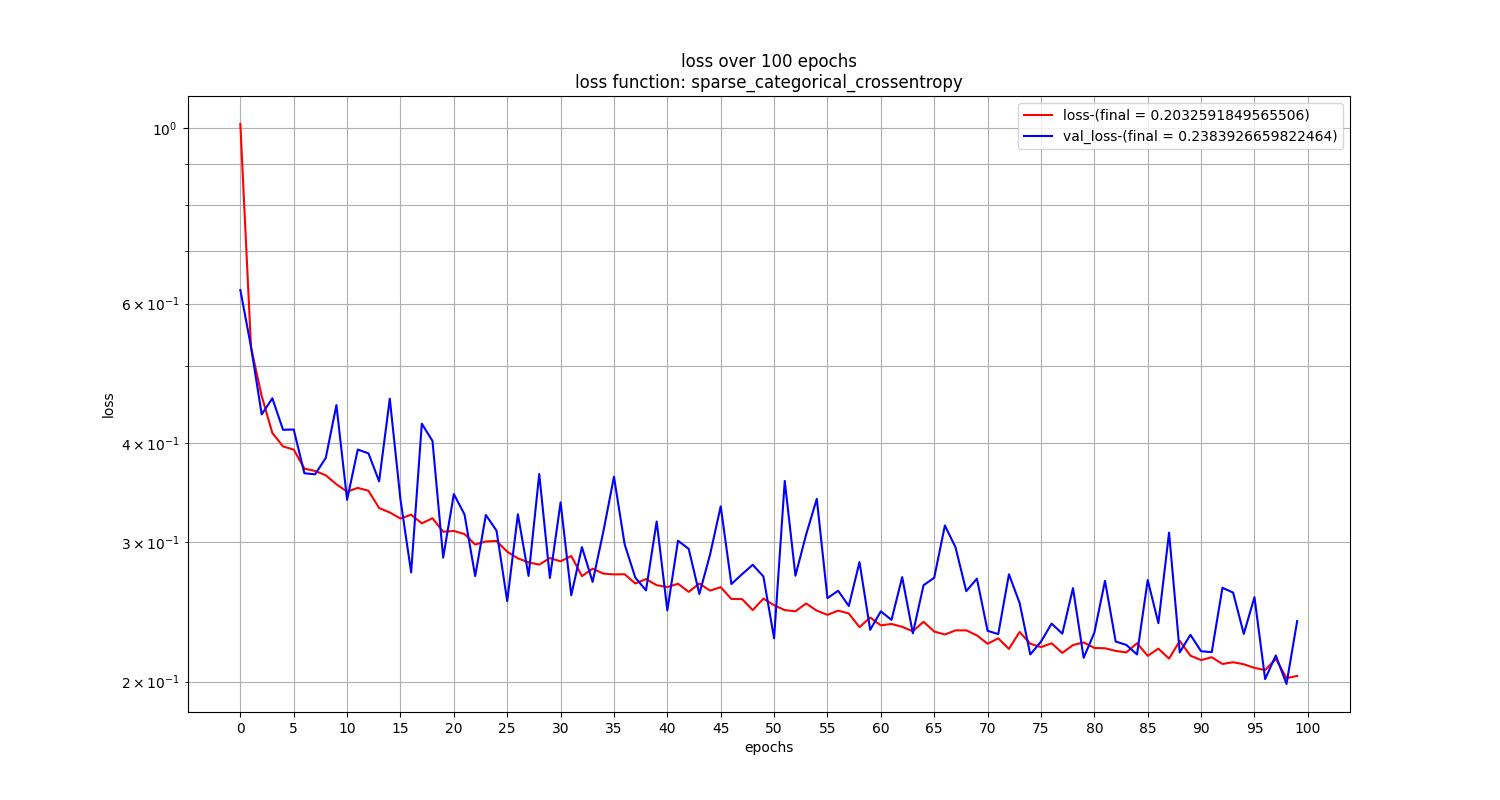 loss over 100 epochs
loss function: sparse_categorical_crossentropy
loss-(final = 0.2032591849565506)
val_loss-(final = 0.2383926659822464)
10⁰
6 × 10⁻¹
4 × 10⁻¹
3 × 10⁻¹
2 × 10⁻¹
loss
0 5 10 15 20 25 30 35 40 45 50 55 60 65 70 75 80 85 90 95 100
epochs